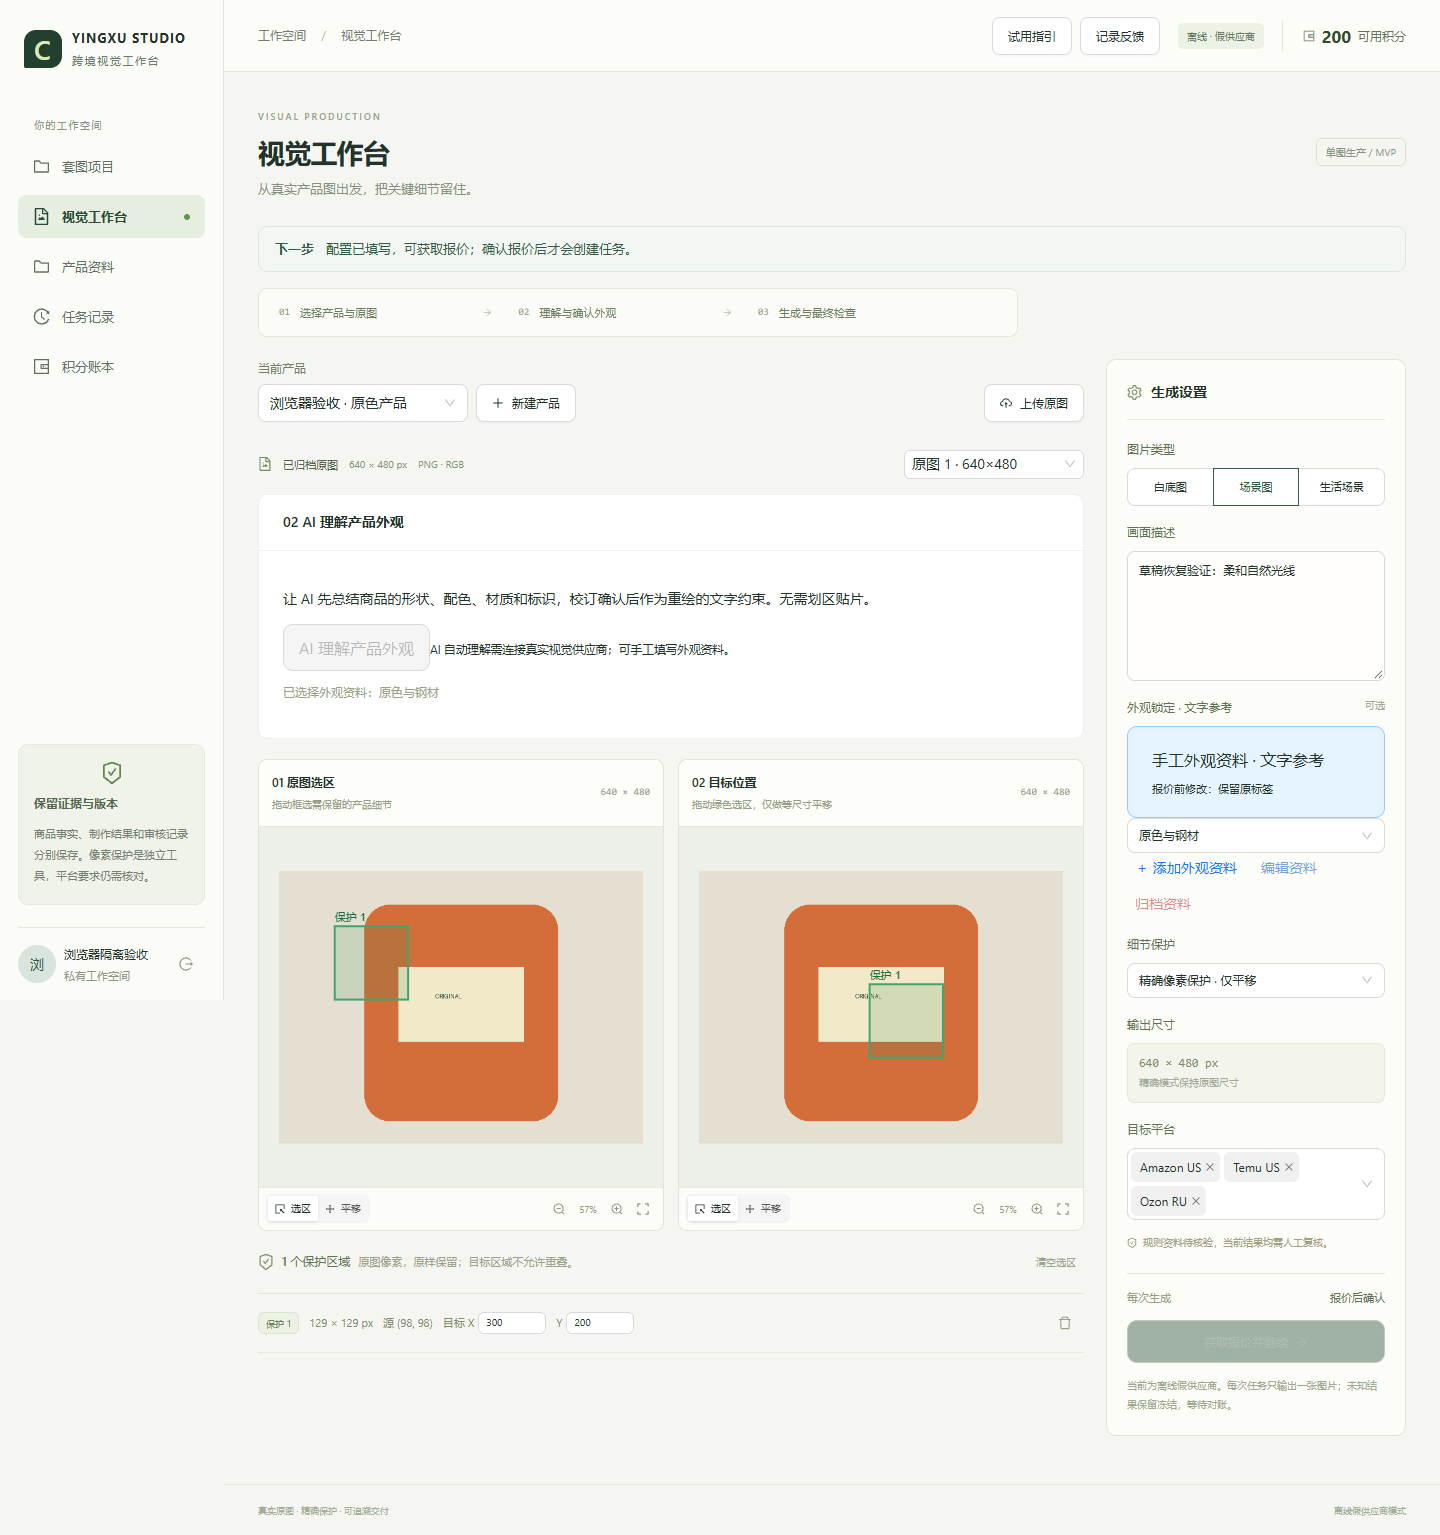 C
YINGXU STUDIO
跨境视觉工作台
你的工作空间
套图项目
视觉工作台
产品资料
任务记录
积分账本
保留证据与版本
商品事实、制作结果和审核记录
分别保存。像素保护是独立工
具，平台要求仍需核对。
浏
浏览器隔离验收
私有工作空间
工作空间 / 视觉工作台
试用指引
记录反馈
离线 · 假供应商
200 可用积分
VISUAL PRODUCTION
视觉工作台
从真实产品图出发，把关键细节留住。
单图生产 / MVP
下一步 配置已填写，可获取报价；确认报价后才会创建任务。
01 选择产品与原图 → 02 理解与确认外观 → 03 生成与最终检查
当前产品
浏览器验收 · 原色产品
+ 新建产品
上传原图
已归档原图 640 × 480 px PNG · RGB
原图 1 · 640×480
02 AI 理解产品外观
让 AI 先总结商品的形状、配色、材质和标识，校订确认后作为重绘的文字约束。无需划区贴片。
AI 理解产品外观
AI 自动理解需连接真实视觉供应商；可手工填写外观资料。
已选择外观资料：原色与钢材
01 原图选区
拖动框选需保留的产品细节
640 × 480
保护 1
ORIGINAL
选区 平移
57%
02 目标位置
拖动绿色选区，仅做等尺寸平移
640 × 480
保护 1
ORIGINAL
选区 平移
57%
1 个保护区域 原图像素，原样保留；目标区域不允许重叠。
清空选区
保护 1 129 × 129 px 源 (98, 98) 目标 X 300 Y 200
生成设置
图片类型
白底图 场景图 生活场景
画面描述
草稿恢复验证：柔和自然光线
外观锁定 · 文字参考 可选
手工外观资料 · 文字参考
报价前修改：保留原标签
原色与钢材
+ 添加外观资料 编辑资料
归档资料
细节保护
精确像素保护 · 仅平移
输出尺寸
640 × 480 px
精确模式保持原图尺寸
目标平台
Amazon US × Temu US ×
Ozon RU ×
规则资料待核验，当前结果均需人工复核。
每次生成 报价后确认
获取报价并继续 →
当前为离线假供应商。每次任务只输出一张图片；未知结
果保留冻结，等待对账。
真实原图 · 精确保护 · 可追溯交付
离线假供应商模式